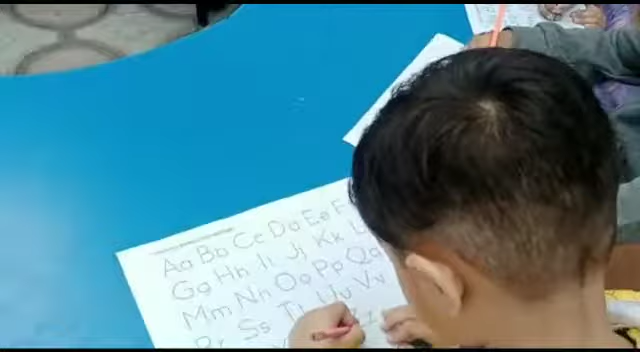 Aa Bb Cc Dd Ee F
Gg Hh Ii Jj Kk L
Mm Nn Oo Pp Qq
Rr Ss Tt Uu Vv